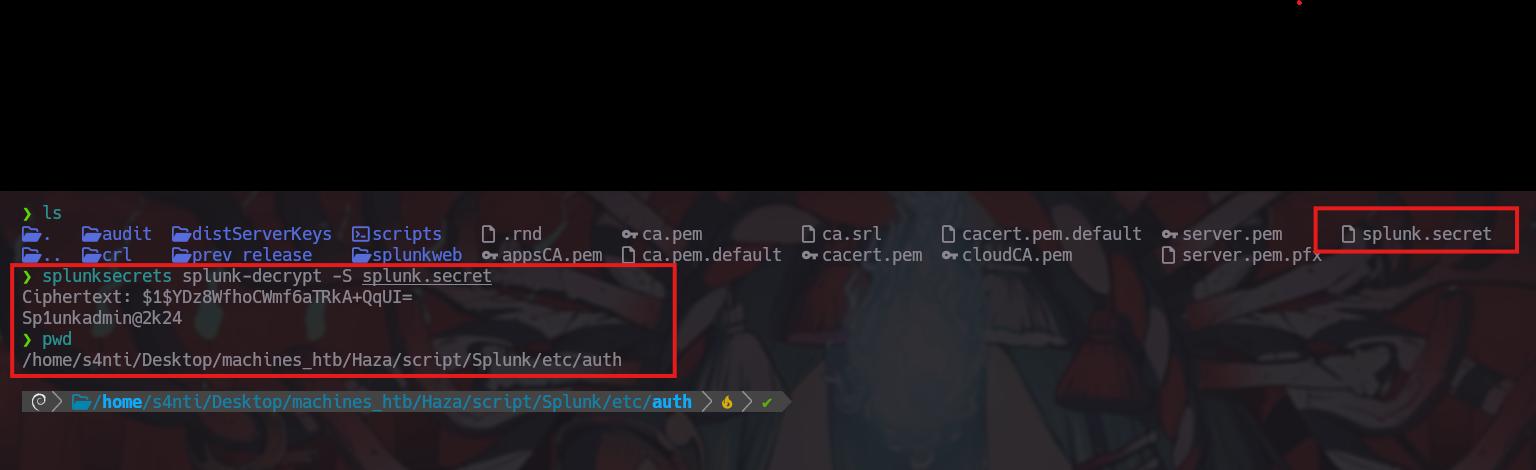 ❯ ls
. audit distServerKeys scripts .rnd ca.pem ca.srl cacert.pem.default server.pem splunk.secret
.. crl prev_release splunkweb appsCA.pem ca.pem.default cacert.pem cloudCA.pem server.pem.pfx
❯ splunksecrets splunk-decrypt -S splunk.secret
Ciphertext: $1$YDz8WfhoCWmf6aTRkA+QqUI=
Sp1unkadmin@2k24
❯ pwd
/home/s4nti/Desktop/machines_htb/Haza/script/Splunk/etc/auth
/home/s4nti/Desktop/machines_htb/Haza/script/Splunk/etc/auth